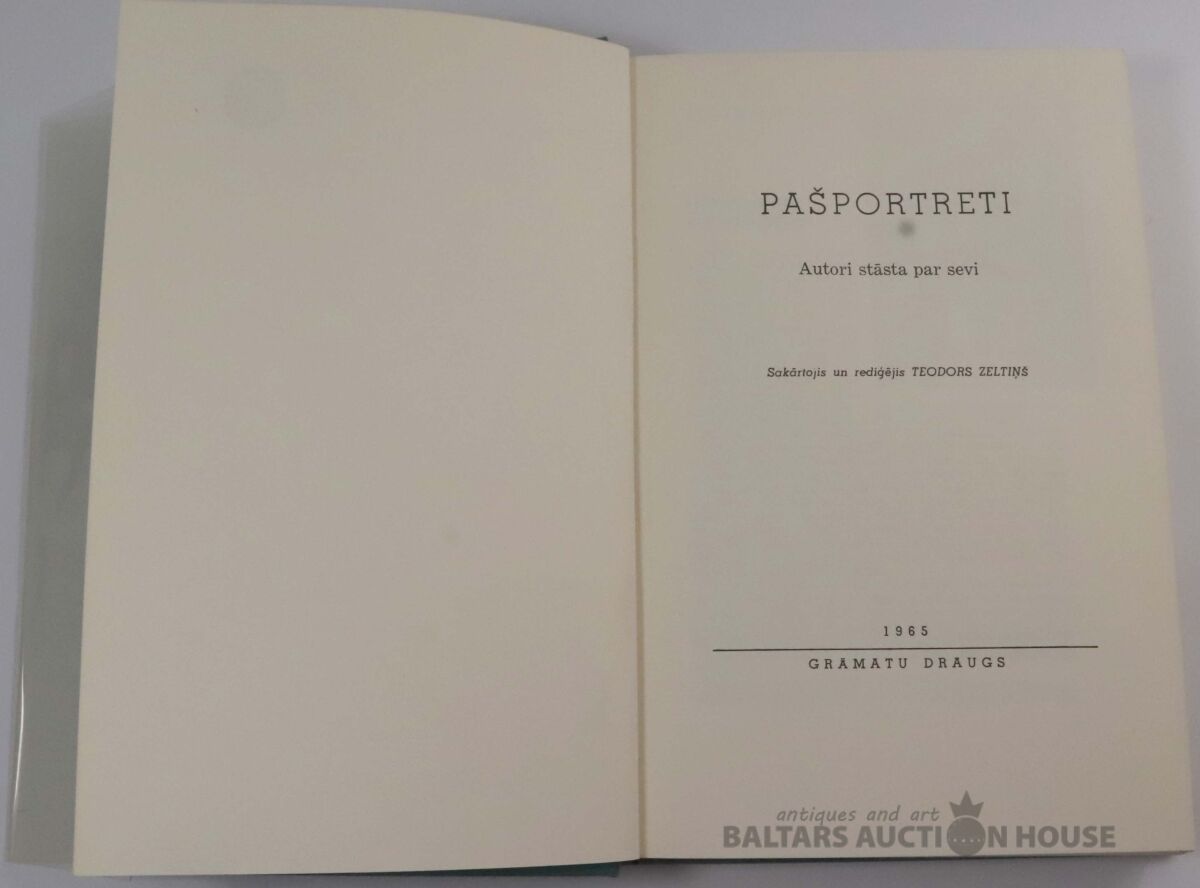 PAŠPORTRETI
Autori stāsta par sevi
Sakārtojis un rediģējis TEODORS ZELTIŅŠ
1965
GRĀMATU DRAUGS
antiques and art
BALTARS AUCTION HOUSE